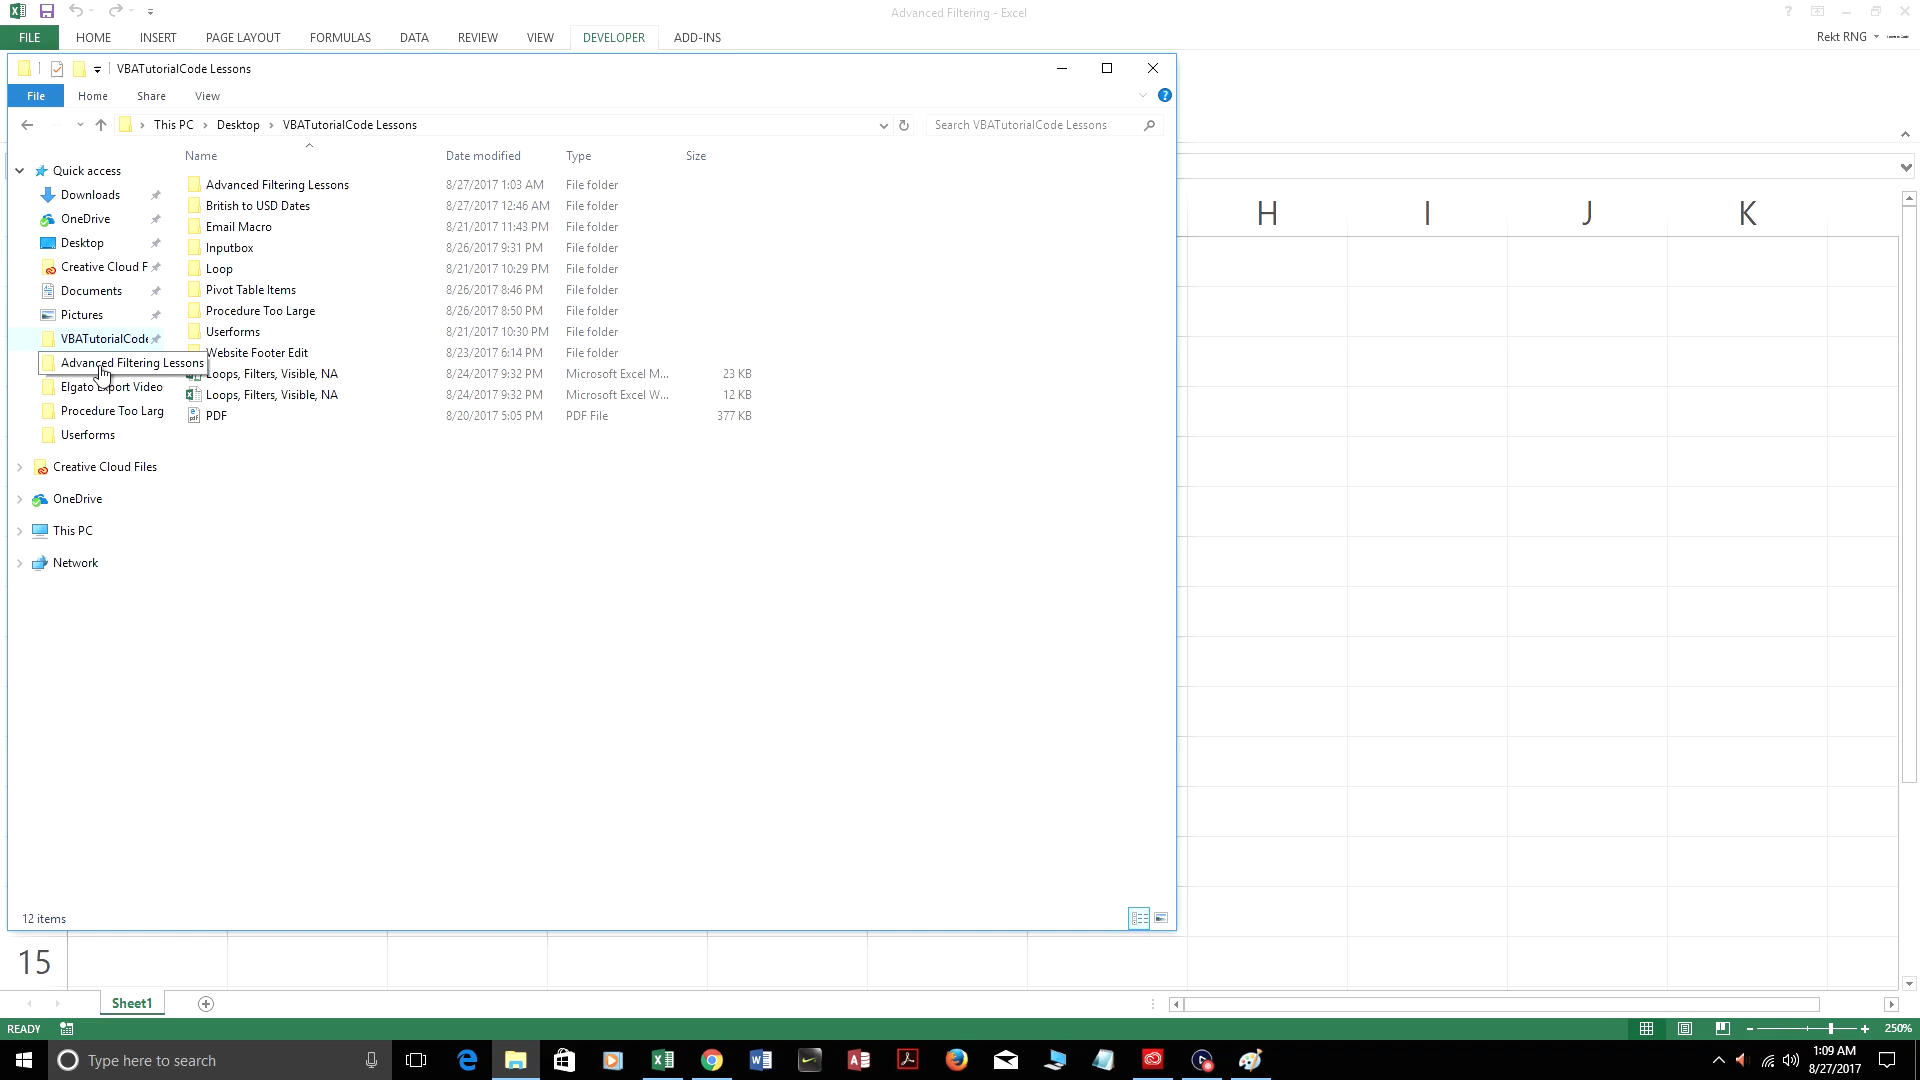 Advanced Filtering - Excel
FILE HOME INSERT PAGE LAYOUT FORMULAS DATA REVIEW VIEW DEVELOPER ADD-INS Rekt RNG
VBATutorialCode Lessons
File Home Share View
This PC > Desktop > VBATutorialCode Lessons
Search VBATutorialCode Lessons
Name Date modified Type Size
Quick access
Downloads
OneDrive
Desktop
Creative Cloud F
Documents
Pictures
VBATutorialCode
Advanced Filtering Lessons
Elgato Export Video
Procedure Too Larg
Userforms
Creative Cloud Files
OneDrive
This PC
Network
Advanced Filtering Lessons 8/27/2017 1:03 AM File folder
British to USD Dates 8/27/2017 12:46 AM File folder
Email Macro 8/21/2017 11:43 PM File folder
Inputbox 8/26/2017 9:31 PM File folder
Loop 8/21/2017 10:29 PM File folder
Pivot Table Items 8/26/2017 8:46 PM File folder
Procedure Too Large 8/26/2017 8:50 PM File folder
Userforms 8/21/2017 10:30 PM File folder
Website Footer Edit 8/23/2017 6:14 PM File folder
Loops, Filters, Visible, NA 8/24/2017 9:32 PM Microsoft Excel M... 23 KB
Loops, Filters, Visible, NA 8/24/2017 9:32 PM Microsoft Excel W... 12 KB
PDF 8/20/2017 5:05 PM PDF File 377 KB
12 items
H I J K
15
Sheet1
READY
250%
Type here to search
1:09 AM
8/27/2017